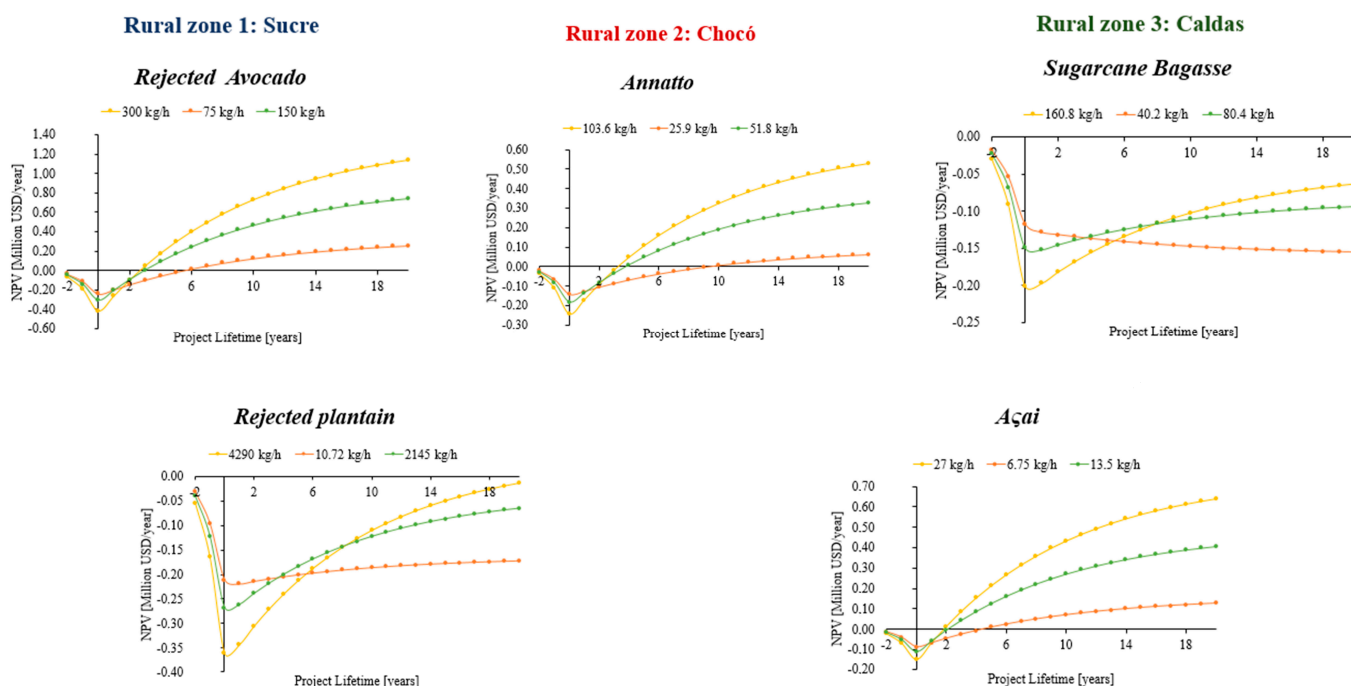 Rural zone 1: Sucre
Rejected Avocado
300 kg/h 75 kg/h 150 kg/h
1.40
1.20
1.00
0.80
0.60
0.40
0.20
0.00
-0.20
-0.40
-0.60
NPV [Million USD/year]
-2 2 6 10 14 18
Project Lifetime [years]
Rural zone 2: Chocó
Annatto
103.6 kg/h 25.9 kg/h 51.8 kg/h
0.60
0.50
0.40
0.30
0.20
0.10
0.00
-0.10
-0.20
-0.30
NPV [Million USD/year]
-2 2 6 10 14 18
Project Lifetime [years]
Rural zone 3: Caldas
Sugarcane Bagasse
160.8 kg/h 40.2 kg/h 80.4 kg/h
0.00
-0.05
-0.10
-0.15
-0.20
-0.25
NPV [Million USD/year]
-2 2 6 10 14 18
Project Lifetime [years]
Rejected plantain
4290 kg/h 10.72 kg/h 2145 kg/h
0.00
-0.05
-0.10
-0.15
-0.20
-0.25
-0.30
-0.35
-0.40
NPV [Million USD/year]
-2 2 6 10 14 18
Project Lifetime [years]
Açai
27 kg/h 6.75 kg/h 13.5 kg/h
0.70
0.60
0.50
0.40
0.30
0.20
0.10
0.00
-0.10
-0.20
NPV [Million USD/year]
-2 2 6 10 14 18
Project Lifetime [years]